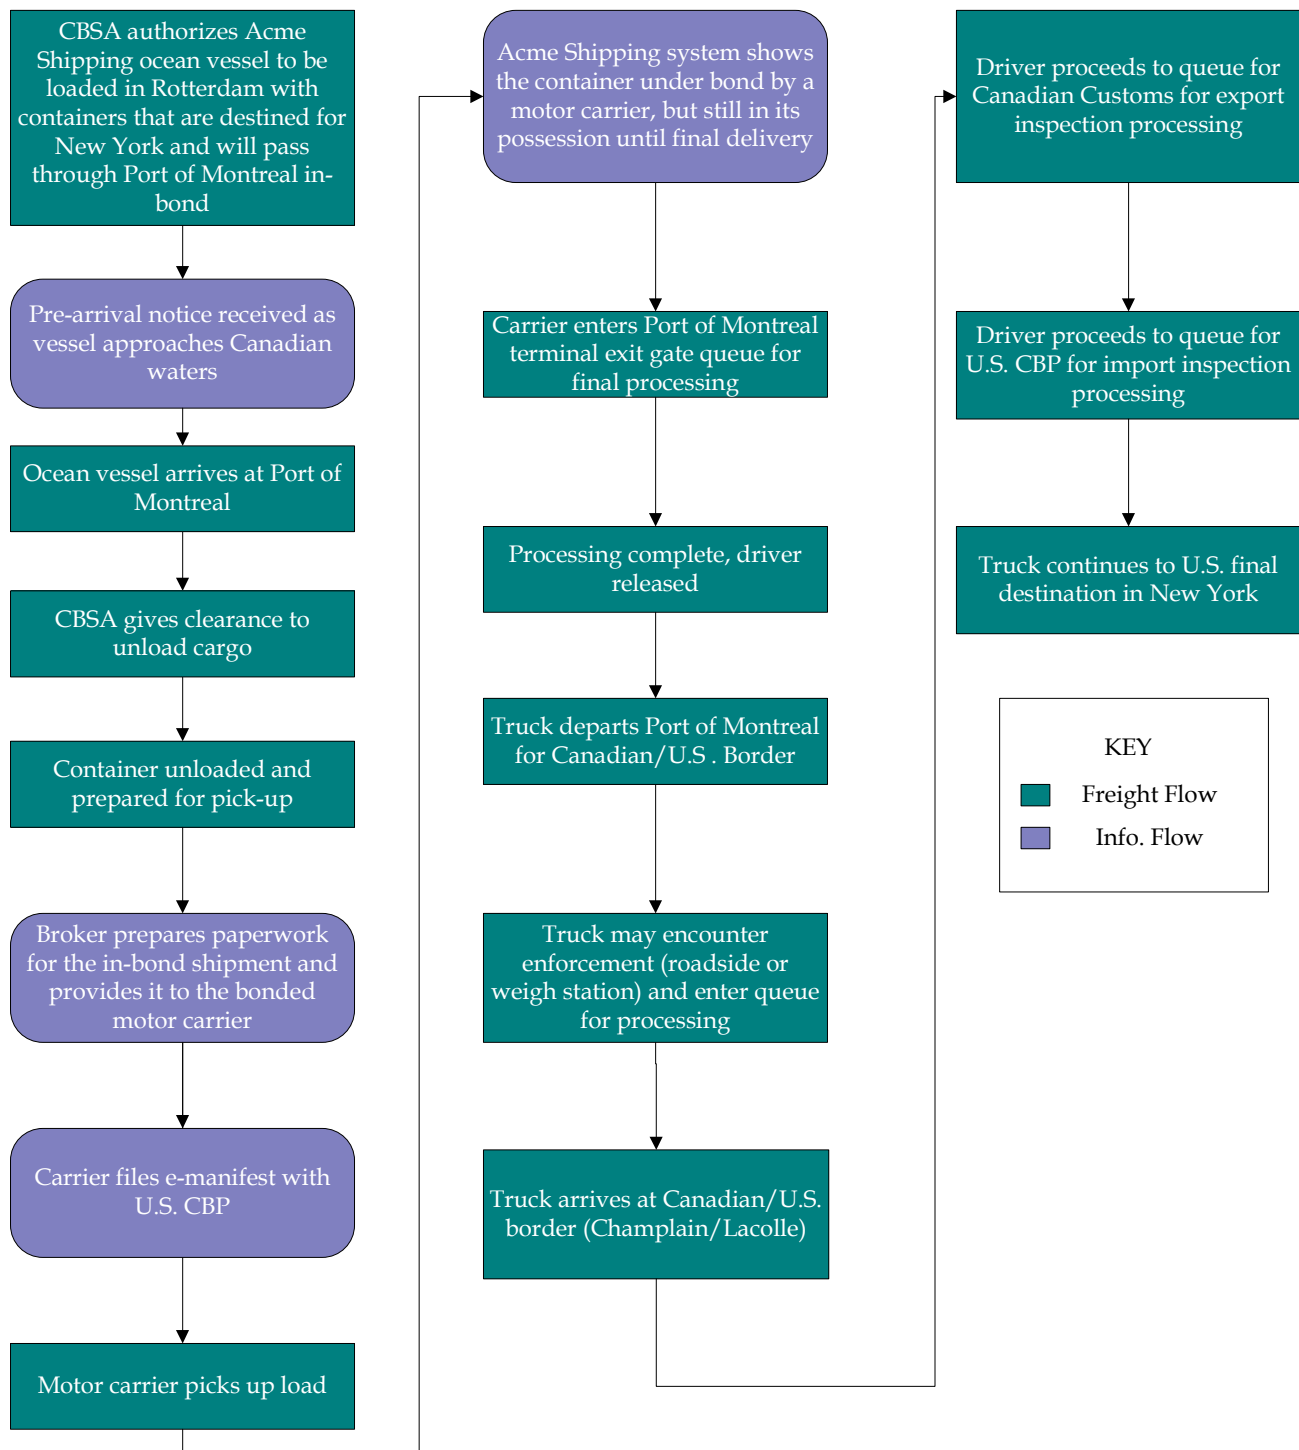 CBSA authorizes Acme
Shipping ocean vessel to be
loaded in Rotterdam with
containers that are destined for
New York and will pass
through Port of Montreal in-
bond
Pre-arrival notice received as
vessel approaches Canadian
waters
Ocean vessel arrives at Port of
Montreal
CBSA gives clearance to
unload cargo
Container unloaded and
prepared for pick-up
Broker prepares paperwork
for the in-bond shipment and
provides it to the bonded
motor carrier
Carrier files e-manifest with
U.S. CBP
Motor carrier picks up load
Acme Shipping system shows
the container under bond by a
motor carrier, but still in its
possession until final delivery
Carrier enters Port of Montreal
terminal exit gate queue for
final processing
Processing complete, driver
released
Truck departs Port of Montreal
for Canadian/U.S . Border
Truck may encounter
enforcement (roadside or
weigh station) and enter queue
for processing
Truck arrives at Canadian/U.S.
border (Champlain/Lacolle)
Driver proceeds to queue for
Canadian Customs for export
inspection processing
Driver proceeds to queue for
U.S. CBP for import inspection
processing
Truck continues to U.S. final
destination in New York
KEY
Freight Flow
Info. Flow